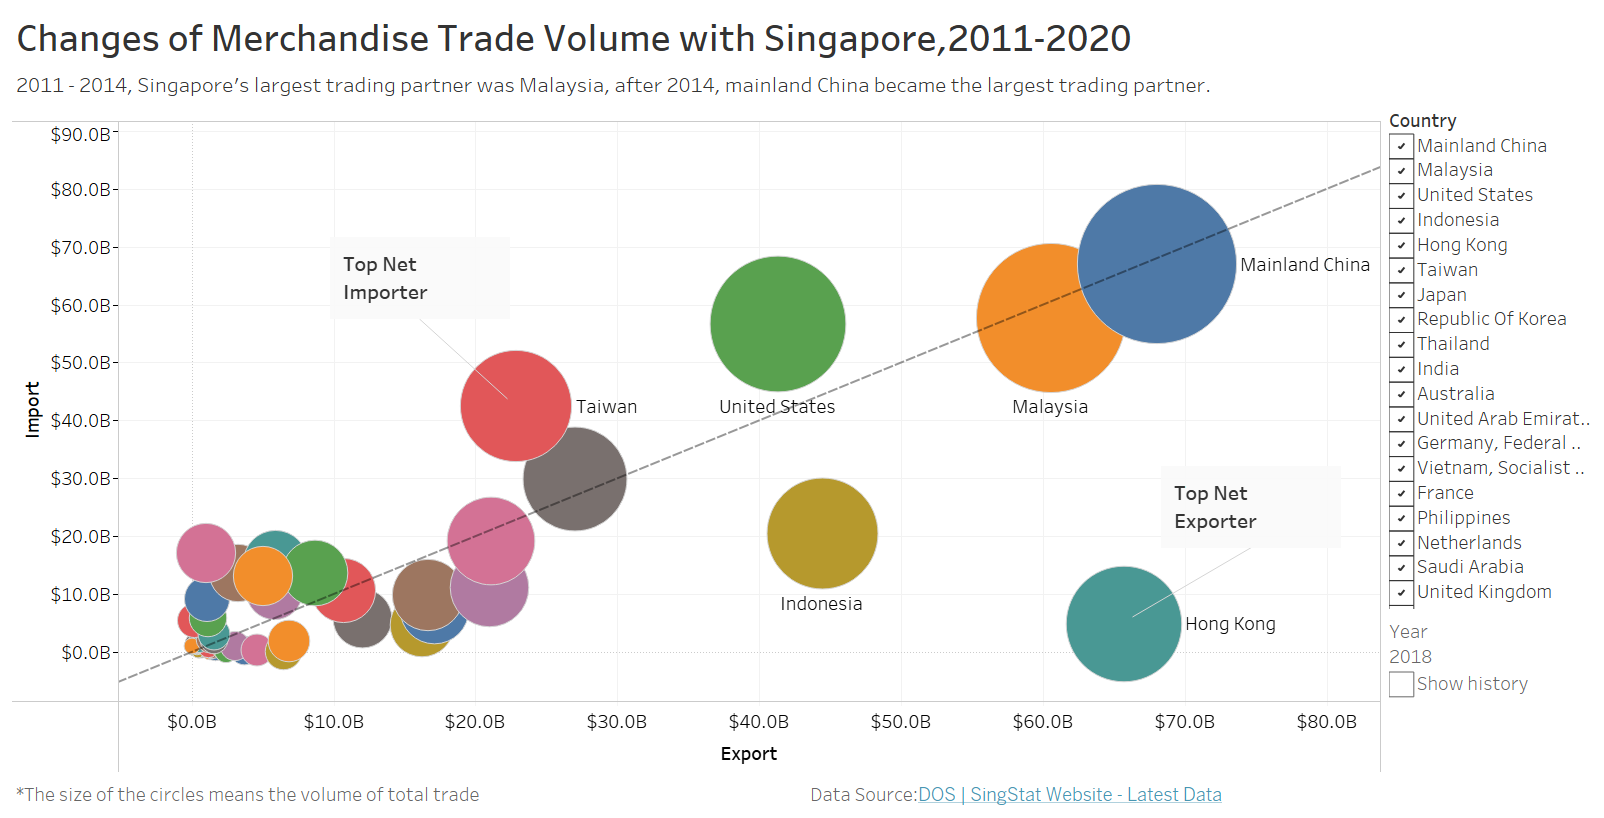 Changes of Merchandise Trade Volume with Singapore,2011-2020
2011 - 2014, Singapore's largest trading partner was Malaysia, after 2014, mainland China became the largest trading partner.
$90.0B
$80.0B
$70.0B
$60.0B
$50.0B
$40.0B
$30.0B
$20.0B
$10.0B
$0.0B
Import
Top Net
Importer
Taiwan
United States
Malaysia
Mainland China
Indonesia
Top Net
Exporter
Hong Kong
$0.0B
$10.0B
$20.0B
$30.0B
$40.0B
$50.0B
$60.0B
$70.0B
$80.0B
Export
Country
Mainland China
Malaysia
United States
Indonesia
Hong Kong
Taiwan
Japan
Republic Of Korea
Thailand
India
Australia
United Arab Emirat..
Germany, Federal ..
Vietnam, Socialist ..
France
Philippines
Netherlands
Saudi Arabia
United Kingdom
Year
2018
Show history
*The size of the circles means the volume of total trade
Data Source:DOS | SingStat Website - Latest Data